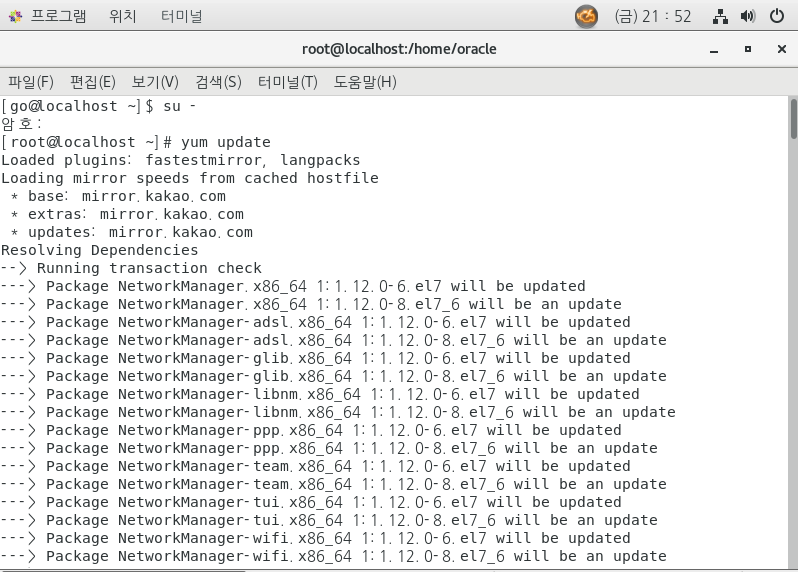 프로그램 위치 터미널 (금) 21 : 52
root@localhost:/home/oracle
파일(F) 편집(E) 보기(V) 검색(S) 터미널(T) 도움말(H)
[go@localhost ~]$ su -
암호:
[root@localhost ~]# yum update
Loaded plugins: fastestmirror, langpacks
Loading mirror speeds from cached hostfile
 * base: mirror.kakao.com
 * extras: mirror.kakao.com
 * updates: mirror.kakao.com
Resolving Dependencies
--> Running transaction check
---> Package NetworkManager.x86_64 1:1.12.0-6.el7 will be updated
---> Package NetworkManager.x86_64 1:1.12.0-8.el7_6 will be an update
---> Package NetworkManager-adsl.x86_64 1:1.12.0-6.el7 will be updated
---> Package NetworkManager-adsl.x86_64 1:1.12.0-8.el7_6 will be an update
---> Package NetworkManager-glib.x86_64 1:1.12.0-6.el7 will be updated
---> Package NetworkManager-glib.x86_64 1:1.12.0-8.el7_6 will be an update
---> Package NetworkManager-libnm.x86_64 1:1.12.0-6.el7 will be updated
---> Package NetworkManager-libnm.x86_64 1:1.12.0-8.el7_6 will be an update
---> Package NetworkManager-ppp.x86_64 1:1.12.0-6.el7 will be updated
---> Package NetworkManager-ppp.x86_64 1:1.12.0-8.el7_6 will be an update
---> Package NetworkManager-team.x86_64 1:1.12.0-6.el7 will be updated
---> Package NetworkManager-team.x86_64 1:1.12.0-8.el7_6 will be an update
---> Package NetworkManager-tui.x86_64 1:1.12.0-6.el7 will be updated
---> Package NetworkManager-tui.x86_64 1:1.12.0-8.el7_6 will be an update
---> Package NetworkManager-wifi.x86_64 1:1.12.0-6.el7 will be updated
---> Package NetworkManager-wifi.x86_64 1:1.12.0-8.el7_6 will be an update